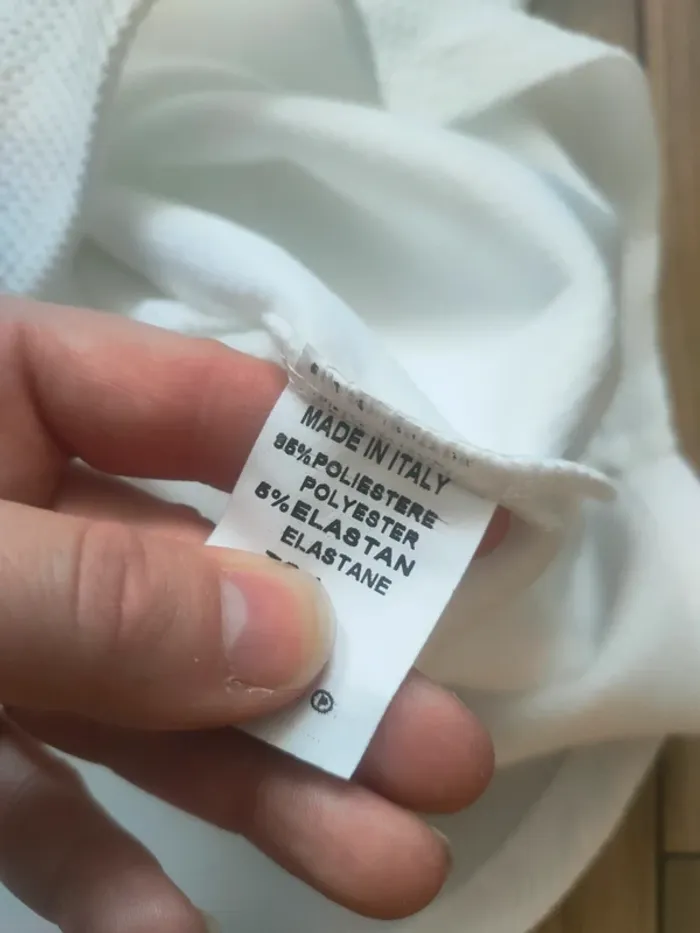 MADE IN ITALY
95%POLIESTERE
POLYESTER
5%ELASTAN
ELASTANE
P